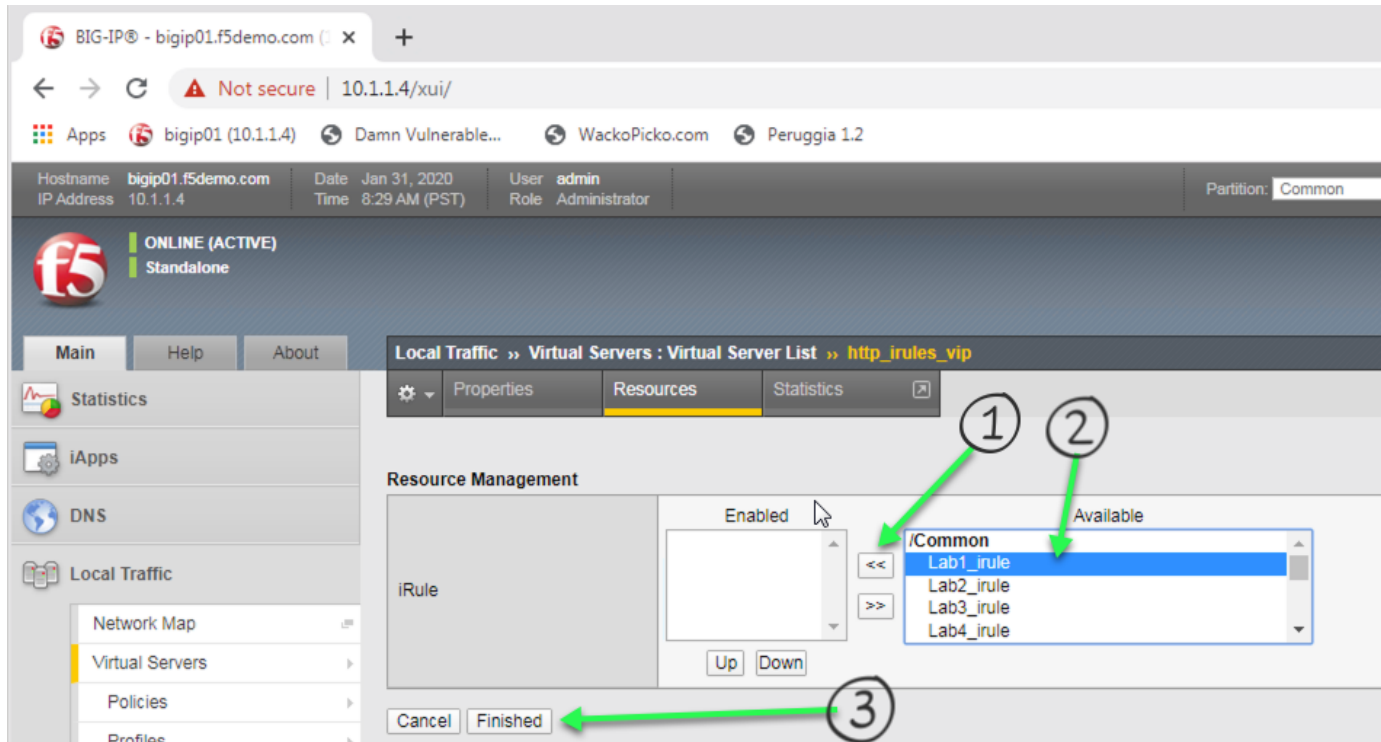 BIG-IP® - bigip01.f5demo.com (
Not secure | 10.1.1.4/xui/
Apps bigip01 (10.1.1.4) Damn Vulnerable... WackoPicko.com Peruggia 1.2
Hostname bigip01.f5demo.com Date Jan 31, 2020 User admin
IP Address 10.1.1.4 Time 8:29 AM (PST) Role Administrator
Partition: Common
f5
ONLINE (ACTIVE)
Standalone
Main Help About
Local Traffic ›› Virtual Servers : Virtual Server List ›› http_irules_vip
Properties Resources Statistics
Statistics
iApps
DNS
Local Traffic
Network Map
Virtual Servers
Policies
Profiles
1 2
Resource Management
Enabled Available
iRule
<<
>>
/Common
Lab1_irule
Lab2_irule
Lab3_irule
Lab4_irule
Up Down
Cancel Finished 3